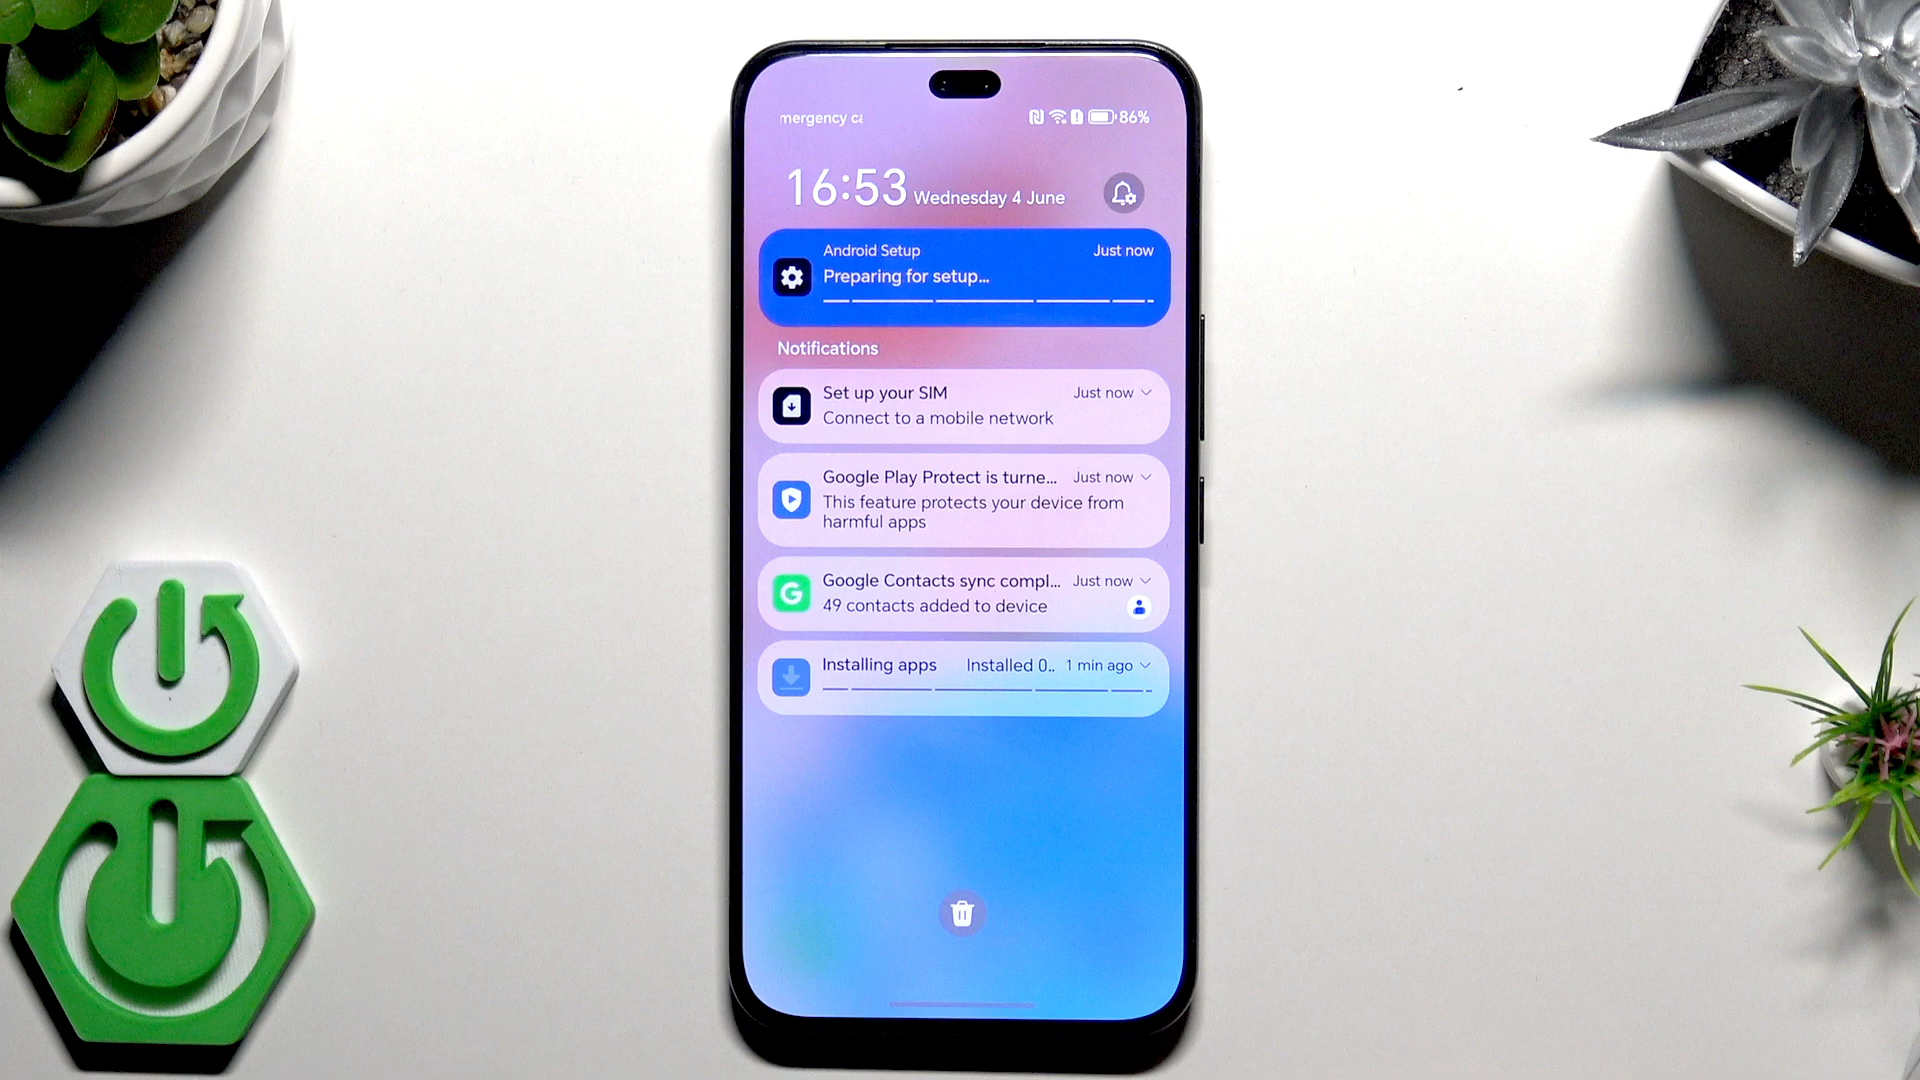 mergency ca
86%
16:53 Wednesday 4 June
Android Setup Just now
Preparing for setup...
Notifications
Set up your SIM Just now
Connect to a mobile network
Google Play Protect is turne... Just now
This feature protects your device from
harmful apps
Google Contacts sync compl... Just now
49 contacts added to device
Installing apps Installed 0.. 1 min ago